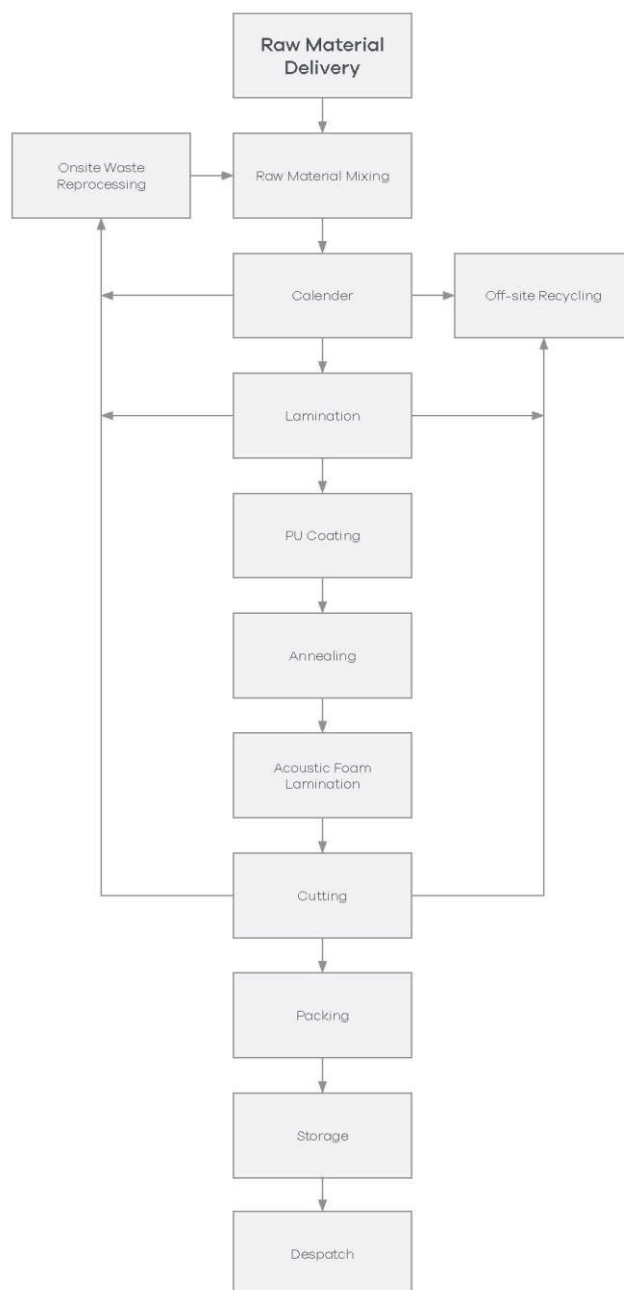 Raw Material
Delivery
Onsite Waste
Reprocessing
Raw Material Mixing
Calender
Off-site Recycling
Lamination
PU Coating
Annealing
Acoustic Foam
Lamination
Cutting
Packing
Storage
Despatch